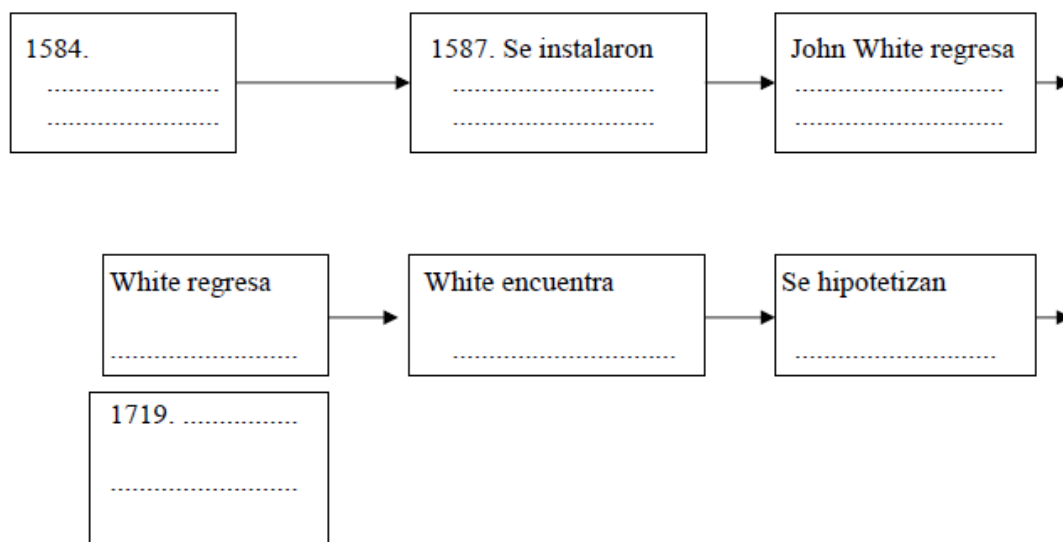 1584.
........................
........................
1587. Se instalaron
............................
............................
John White regresa
.............................
.............................
White regresa
..........................
White encuentra
...............................
Se hipotetizan
............................
1719. ................
..........................